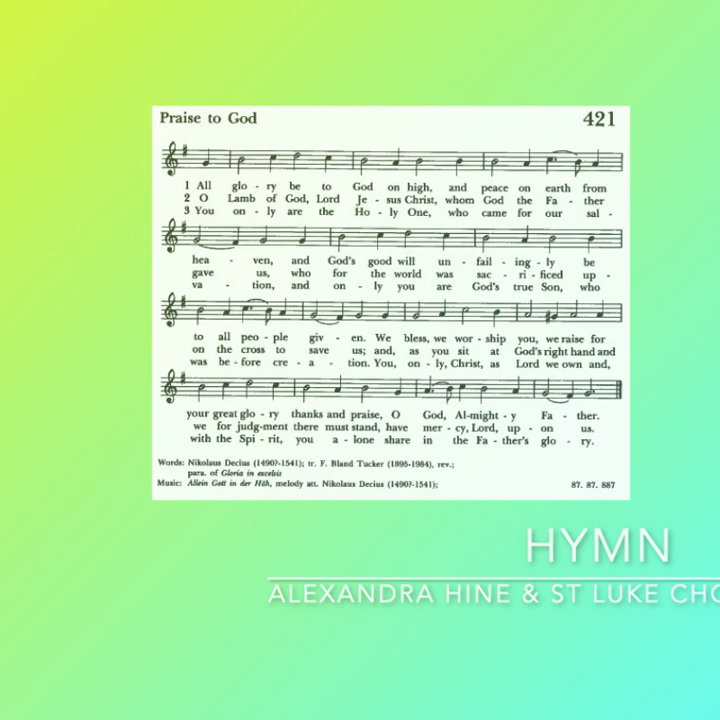 Praise to God 421
1 All glo - ry be to God on high, and peace on earth from
2 O Lamb of God, Lord Je - sus Christ, whom God the Fa - ther
3 You on - ly are the Ho - ly One, who came for our sal -
hea - ven, and God's good will un - fail - ing - ly be
gave us, who for the world was sac - ri - ficed up -
va - tion, and on - ly you are God's true Son, who
to all peo - ple giv - en. We bless, we wor - ship you, we raise for
on the cross to save us; and, as you sit at God's right hand and
was be - fore cre - a - tion. You, on - ly, Christ, as Lord we own and,
your great glo - ry thanks and praise, O God, Al-might - y Fa - ther.
we for judg-ment there must stand, have mer - cy, Lord, up - on us.
with the Spi - rit, you a - lone share in the Fa - ther's glo - ry.
Words: Nikolaus Decius (1490?-1541); tr. F. Bland Tucker (1895-1984), rev.;
para. of Gloria in excelsis
Music: Allein Gott in der Höh, melody att. Nikolaus Decius (1490?-1541); 87. 87. 887
HYMN
ALEXANDRA HINE & ST LUKE CHO